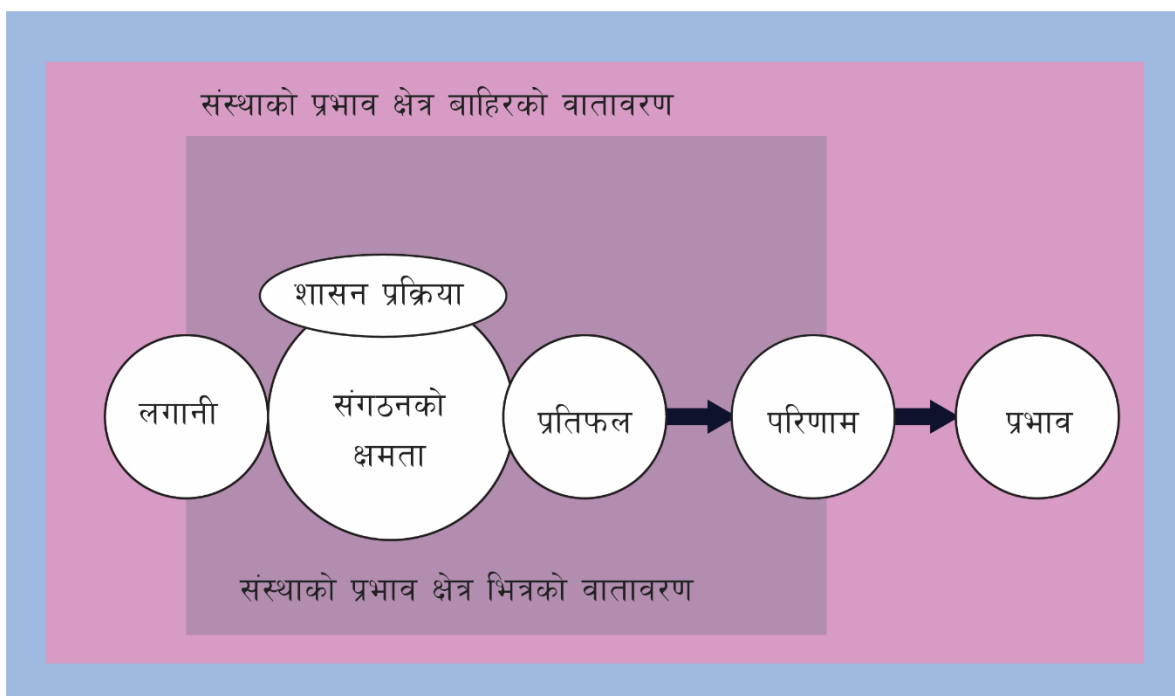 संस्थाको प्रभाव क्षेत्र बाहिरको वातावरण
शासन प्रक्रिया
लगानी
संगठनको
क्षमता
प्रतिफल
परिणाम
प्रभाव
संस्थाको प्रभाव क्षेत्र भित्रको वातावरण